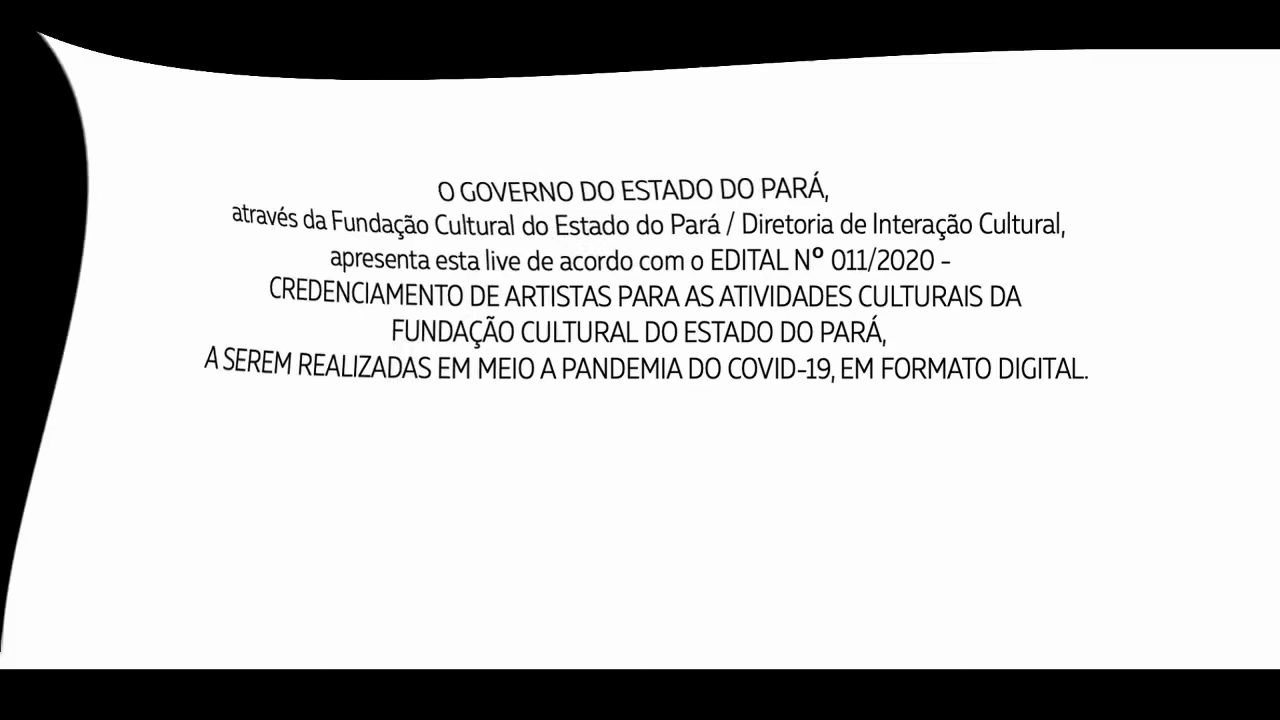 O GOVERNO DO ESTADO DO PARÁ,
através da Fundação Cultural do Estado do Pará / Diretoria de Interação Cultural,
apresenta esta live de acordo com o EDITAL Nº 011/2020 -
CREDENCIAMENTO DE ARTISTAS PARA AS ATIVIDADES CULTURAIS DA
FUNDAÇÃO CULTURAL DO ESTADO DO PARÁ,
A SEREM REALIZADAS EM MEIO A PANDEMIA DO COVID-19, EM FORMATO DIGITAL.